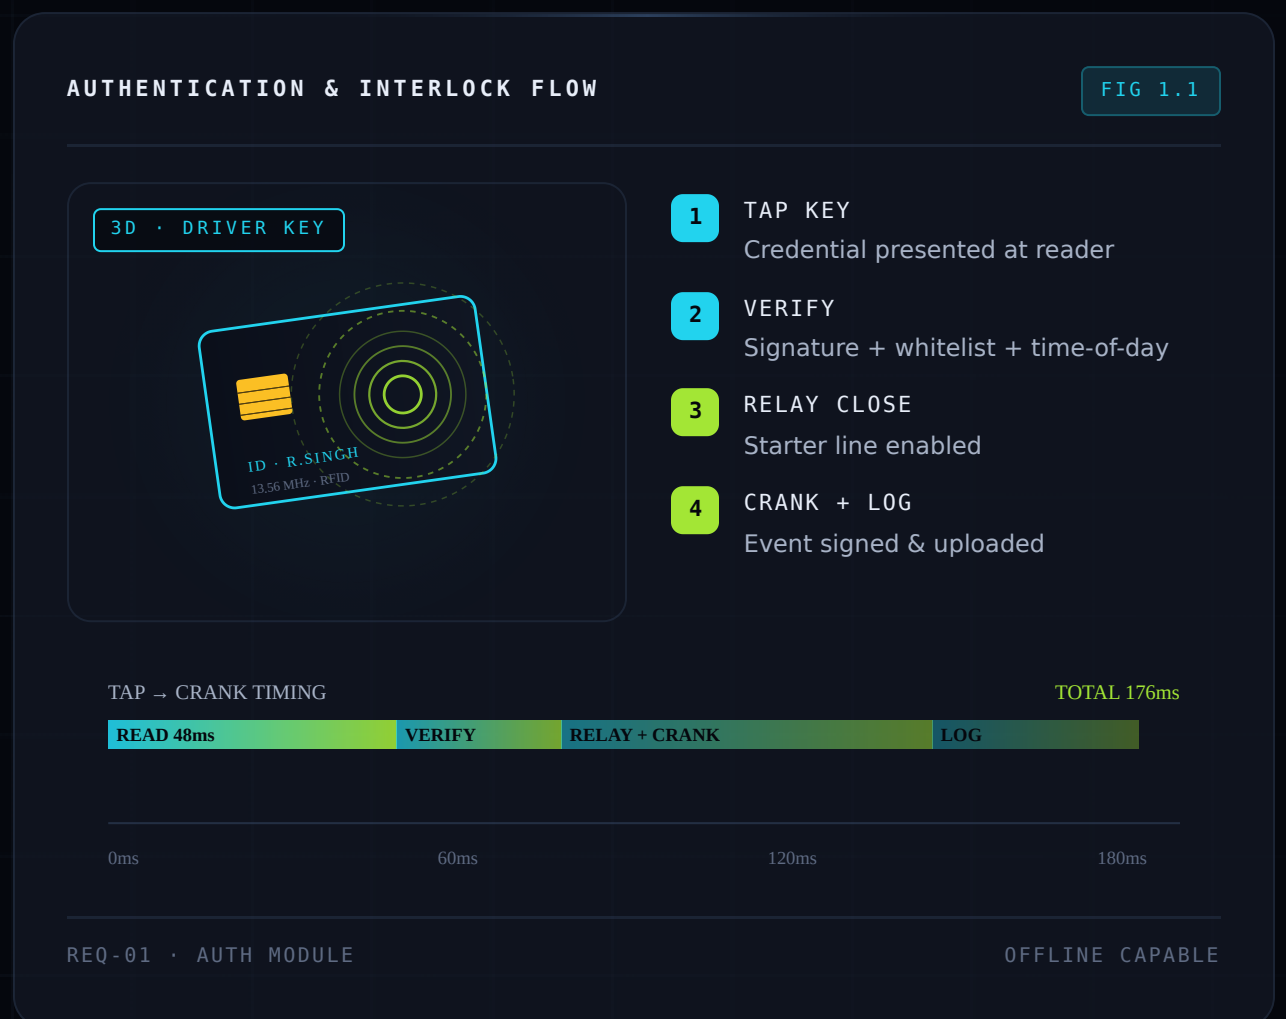 AUTHENTICATION & INTERLOCK FLOW
FIG 1.1
3D · DRIVER KEY
ID · R.SINGH
13.56 MHz · RFID
1
TAP KEY
Credential presented at reader
2
VERIFY
Signature + whitelist + time-of-day
3
RELAY CLOSE
Starter line enabled
4
CRANK + LOG
Event signed & uploaded
TAP → CRANK TIMING
TOTAL 176ms
READ 48ms
VERIFY
RELAY + CRANK
LOG
0ms
60ms
120ms
180ms
REQ-01 · AUTH MODULE
OFFLINE CAPABLE